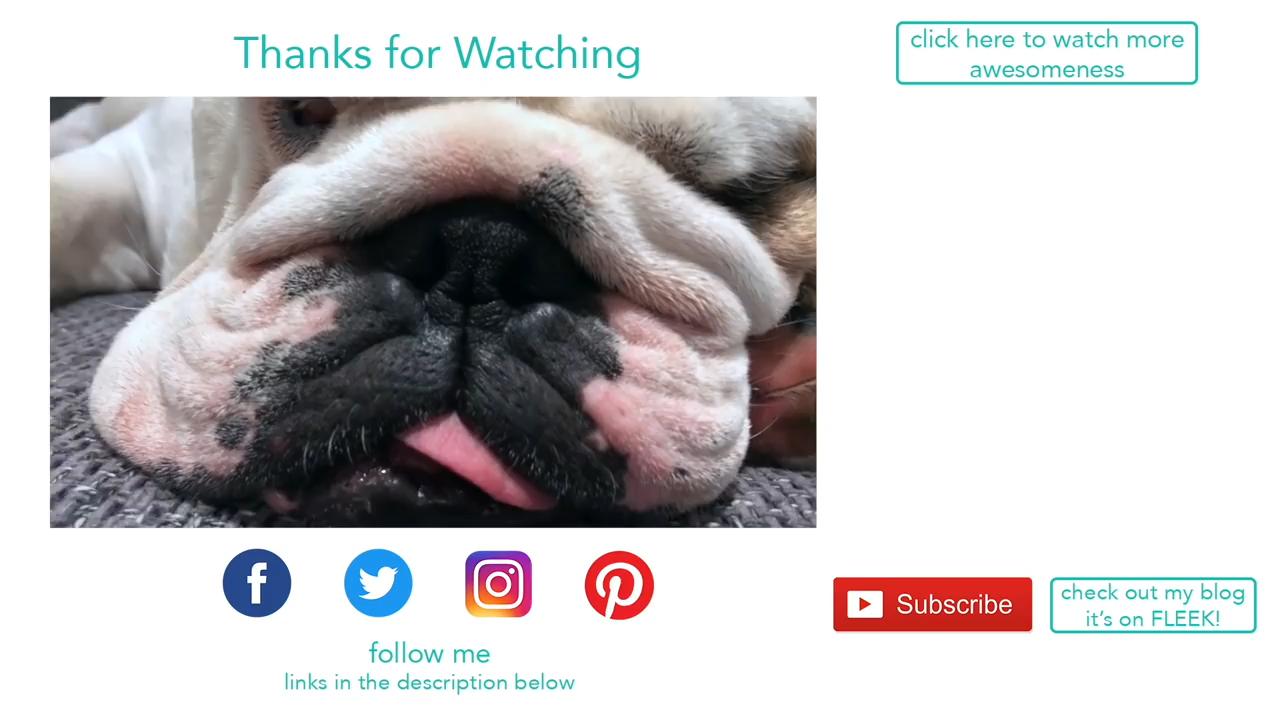 Thanks for Watching
click here to watch more
awesomeness
Subscribe
check out my blog
it's on FLEEK!
follow me
links in the description below